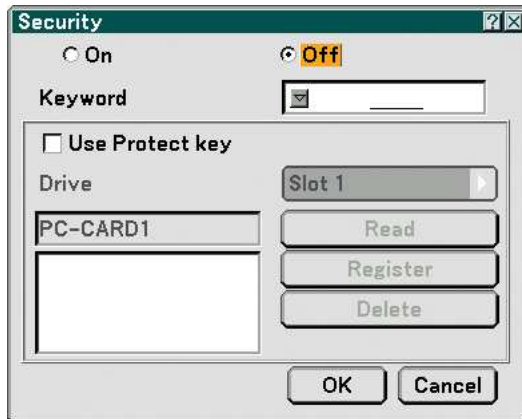 Security
On Off
Keyword
Use Protect key
Drive Slot 1
PC-CARD1 Read
Register
Delete
OK Cancel